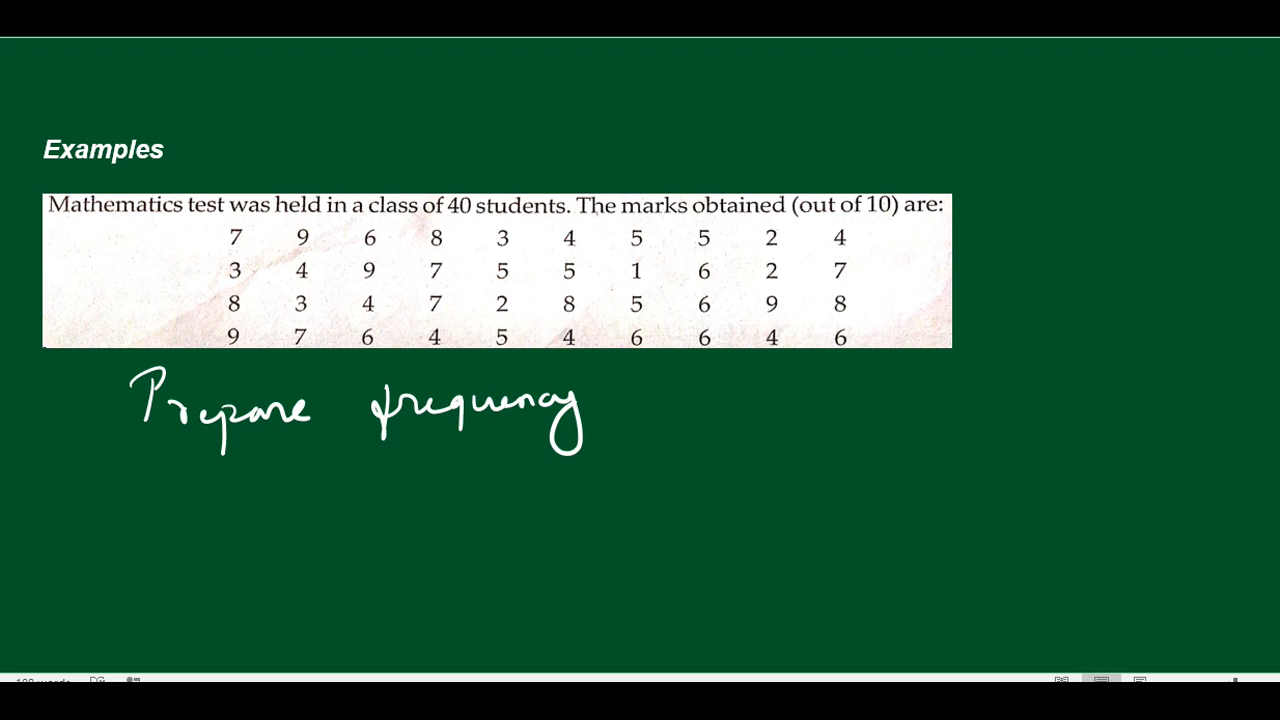 Examples
Mathematics test was held in a class of 40 students. The marks obtained (out of 10) are:
7 9 6 8 3 4 5 5 2 4
3 4 9 7 5 5 1 6 2 7
8 3 4 7 2 8 5 6 9 8
9 7 6 4 5 4 6 6 4 6
Prepare frequency